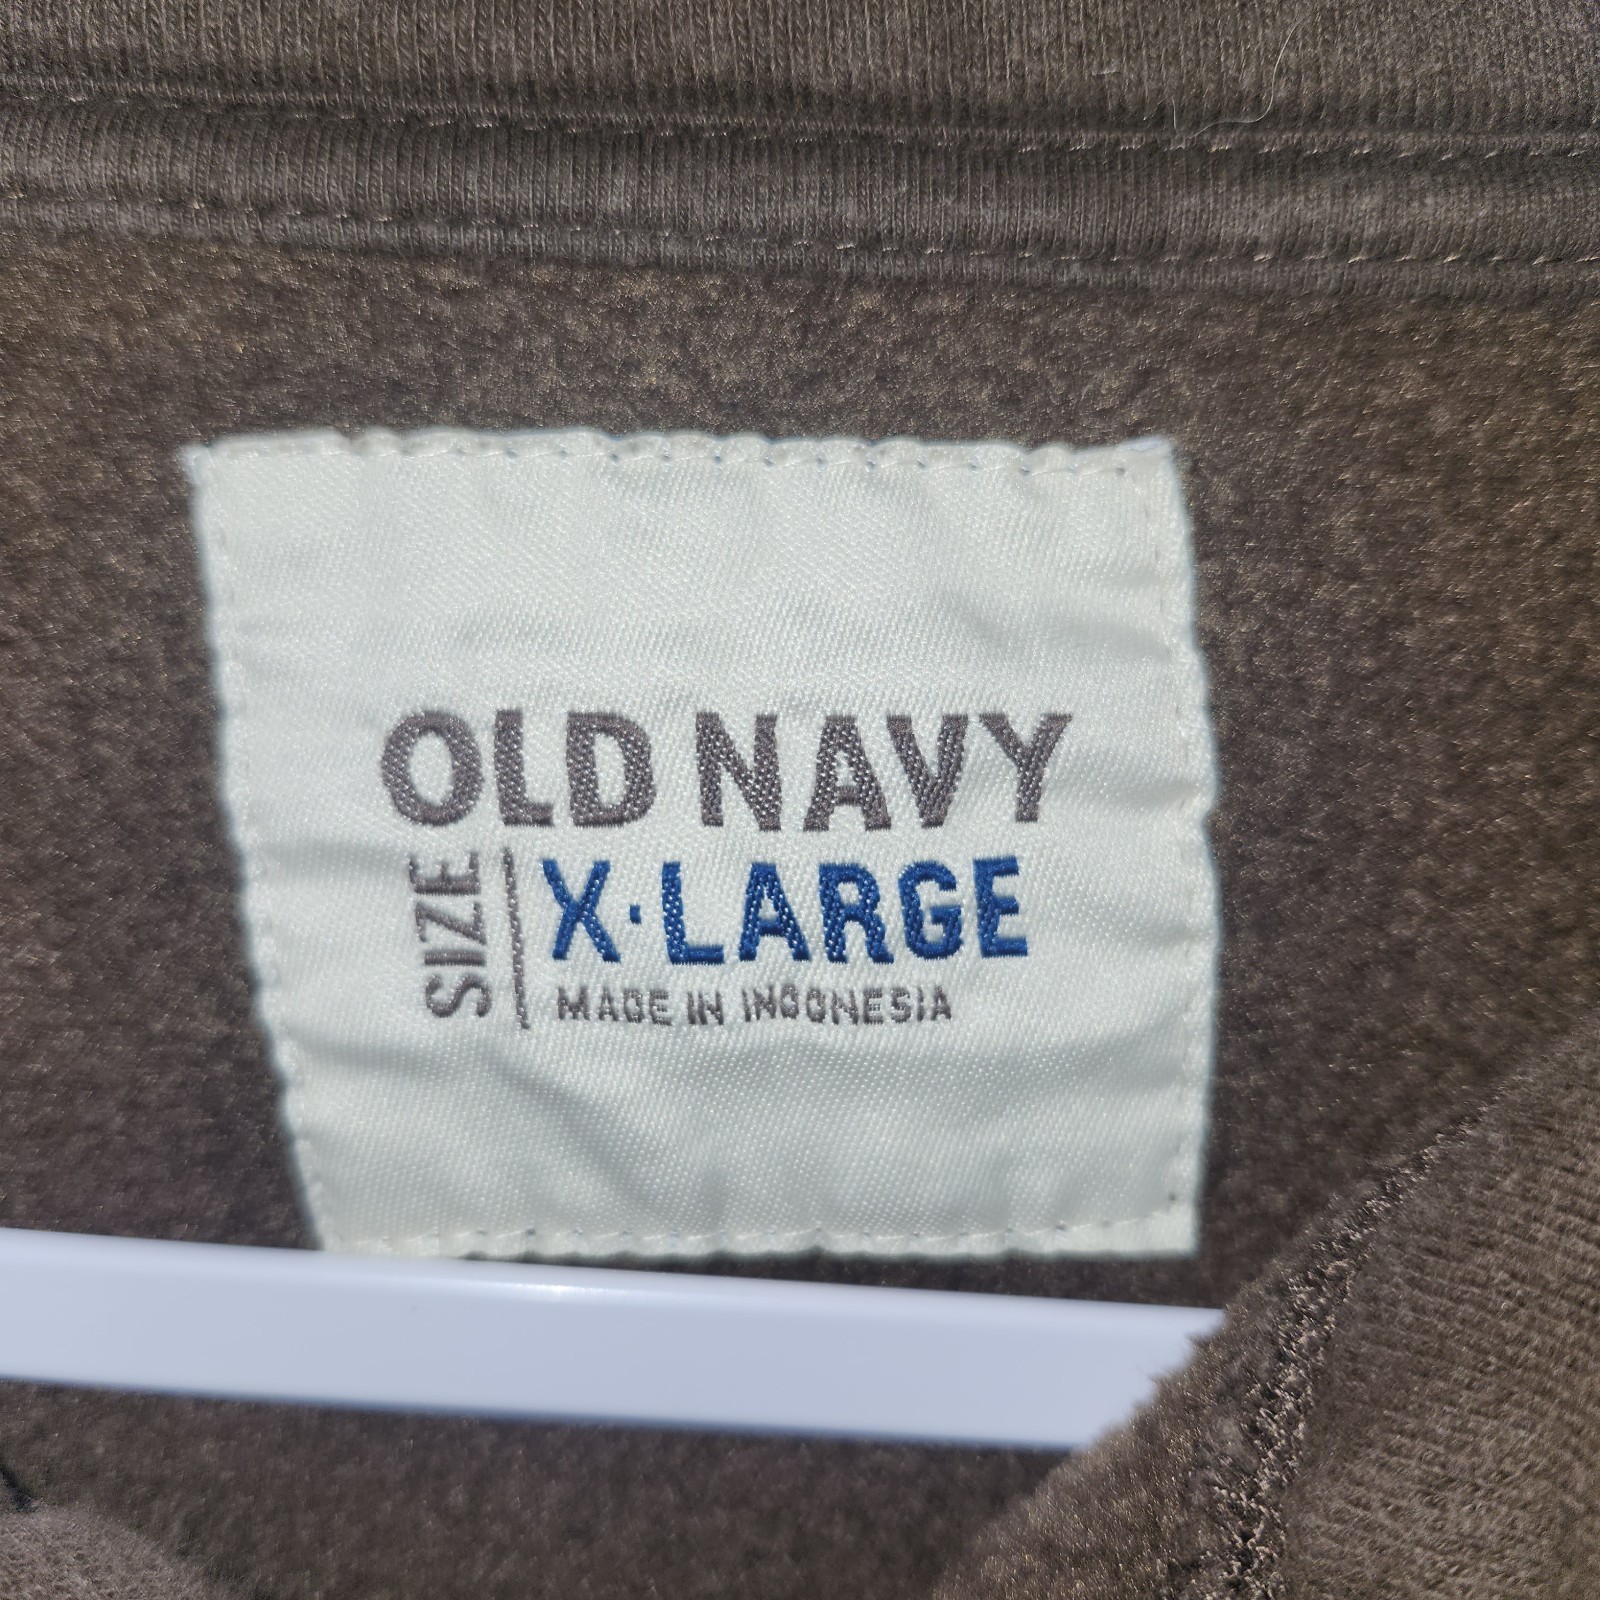 OLD NAVY
SIZE
X·LARGE
MADE IN INDONESIA